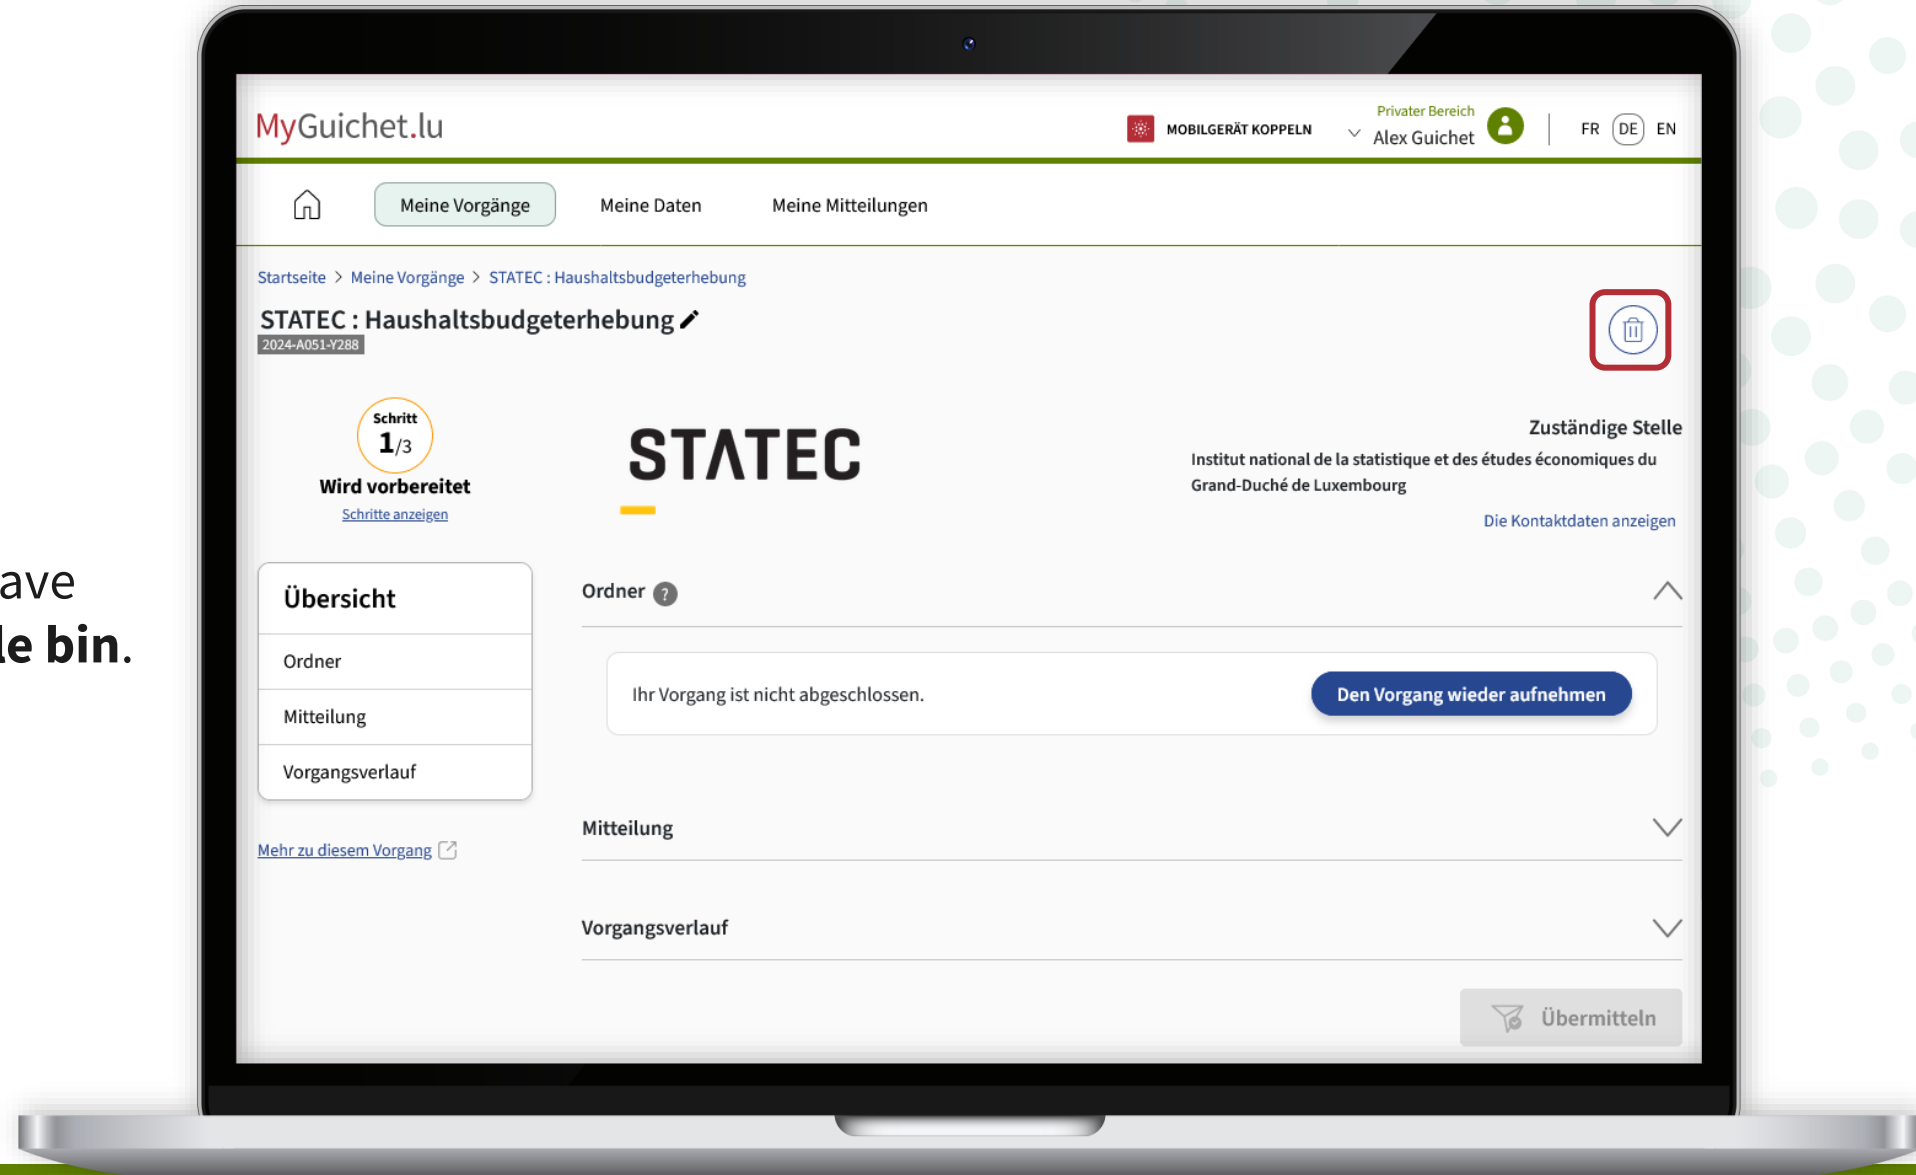 MyGuichet.lu
MOBILGERÄT KOPPELN
Privater Bereich
Alex Guichet
FR DE EN
Meine Vorgänge Meine Daten Meine Mitteilungen
Startseite > Meine Vorgänge > STATEC : Haushaltsbudgeterhebung
STATEC : Haushaltsbudgeterhebung
2024-A051-Y288
Schritt
1/3
Wird vorbereitet
Schritte anzeigen
STATEC
Zuständige Stelle
Institut national de la statistique et des études économiques du
Grand-Duché de Luxembourg
Die Kontaktdaten anzeigen
ave
le bin.
Übersicht
Ordner
Mitteilung
Vorgangsverlauf
Mehr zu diesem Vorgang
Ordner ?
Ihr Vorgang ist nicht abgeschlossen.
Den Vorgang wieder aufnehmen
Mitteilung
Vorgangsverlauf
Übermitteln